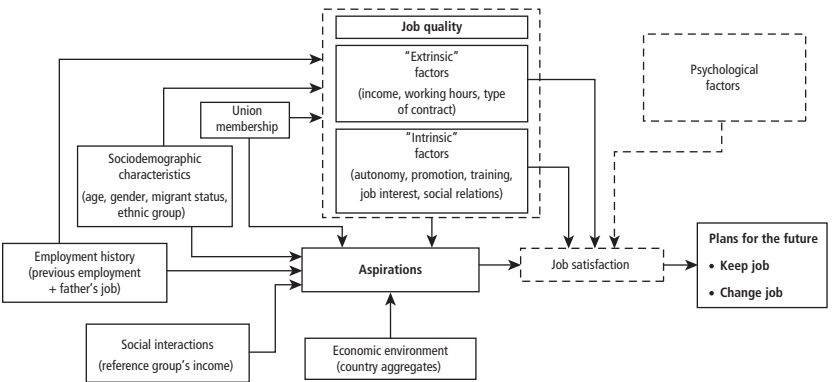 Job quality
"Extrinsic"
factors
(income, working hours, type
of contract)
"Intrinsic"
factors
(autonomy, promotion, training,
job interest, social relations)
Psychological
factors
Union
membership
Sociodemographic
characteristics
(age, gender, migrant status,
ethnic group)
Employment history
(previous employment
+ father's job)
Aspirations
Job satisfaction
Plans for the future
• Keep job
• Change job
Social interactions
(reference group's income)
Economic environment
(country aggregates)